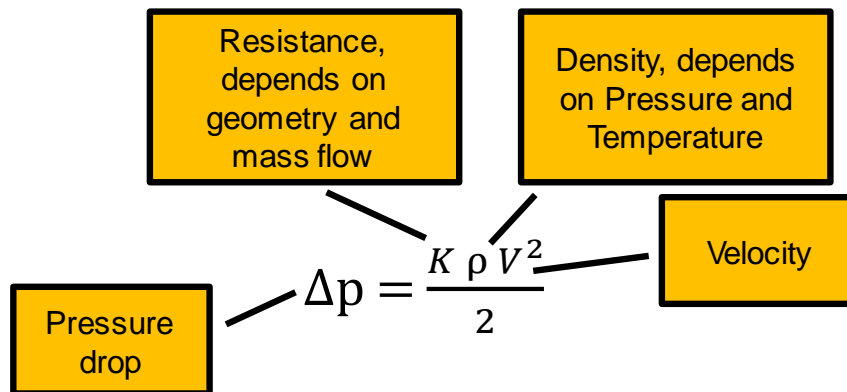 Resistance,
depends on
geometry and
mass flow
Density, depends
on Pressure and
Temperature
Velocity
Δp = K ρ V² / 2
Pressure
drop